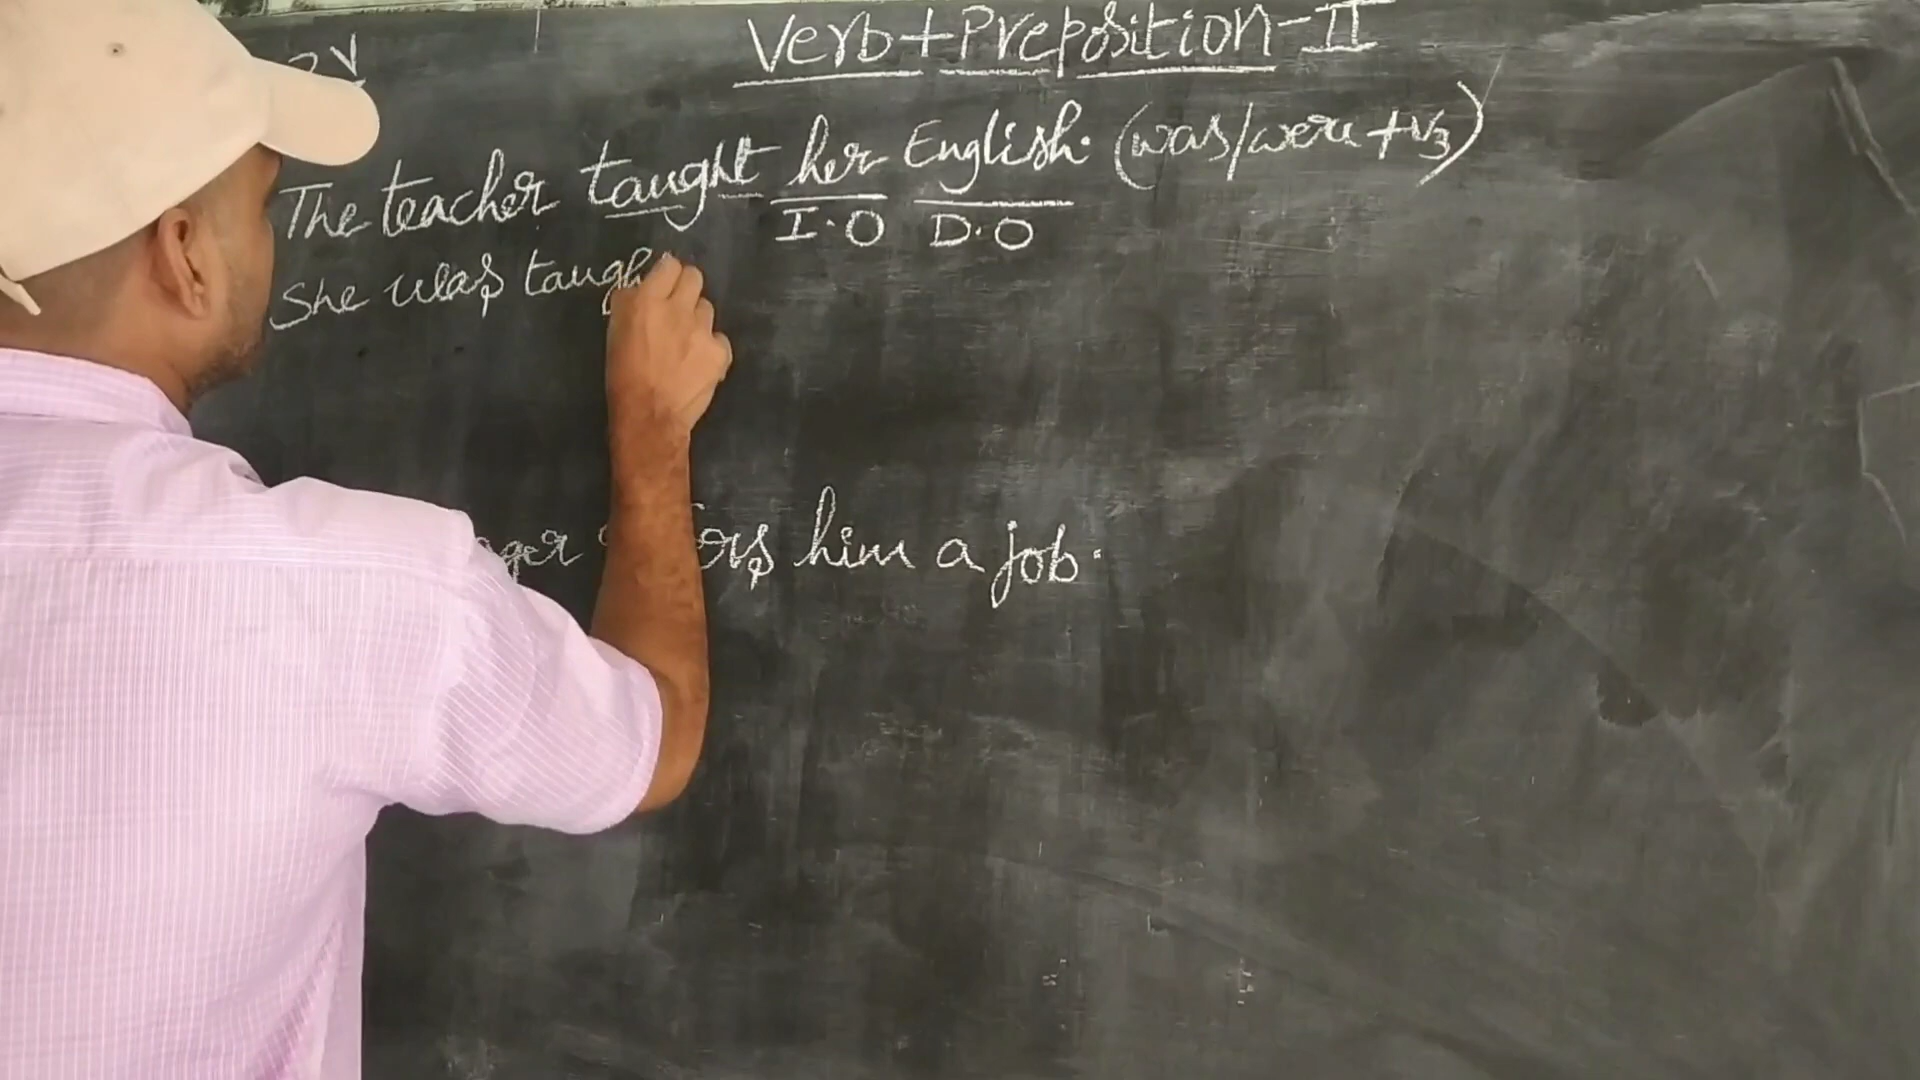 Verb+Preposition-II
The teacher taught her English. (was/were +V3)
I.O D.O
She was taugh
him a job.